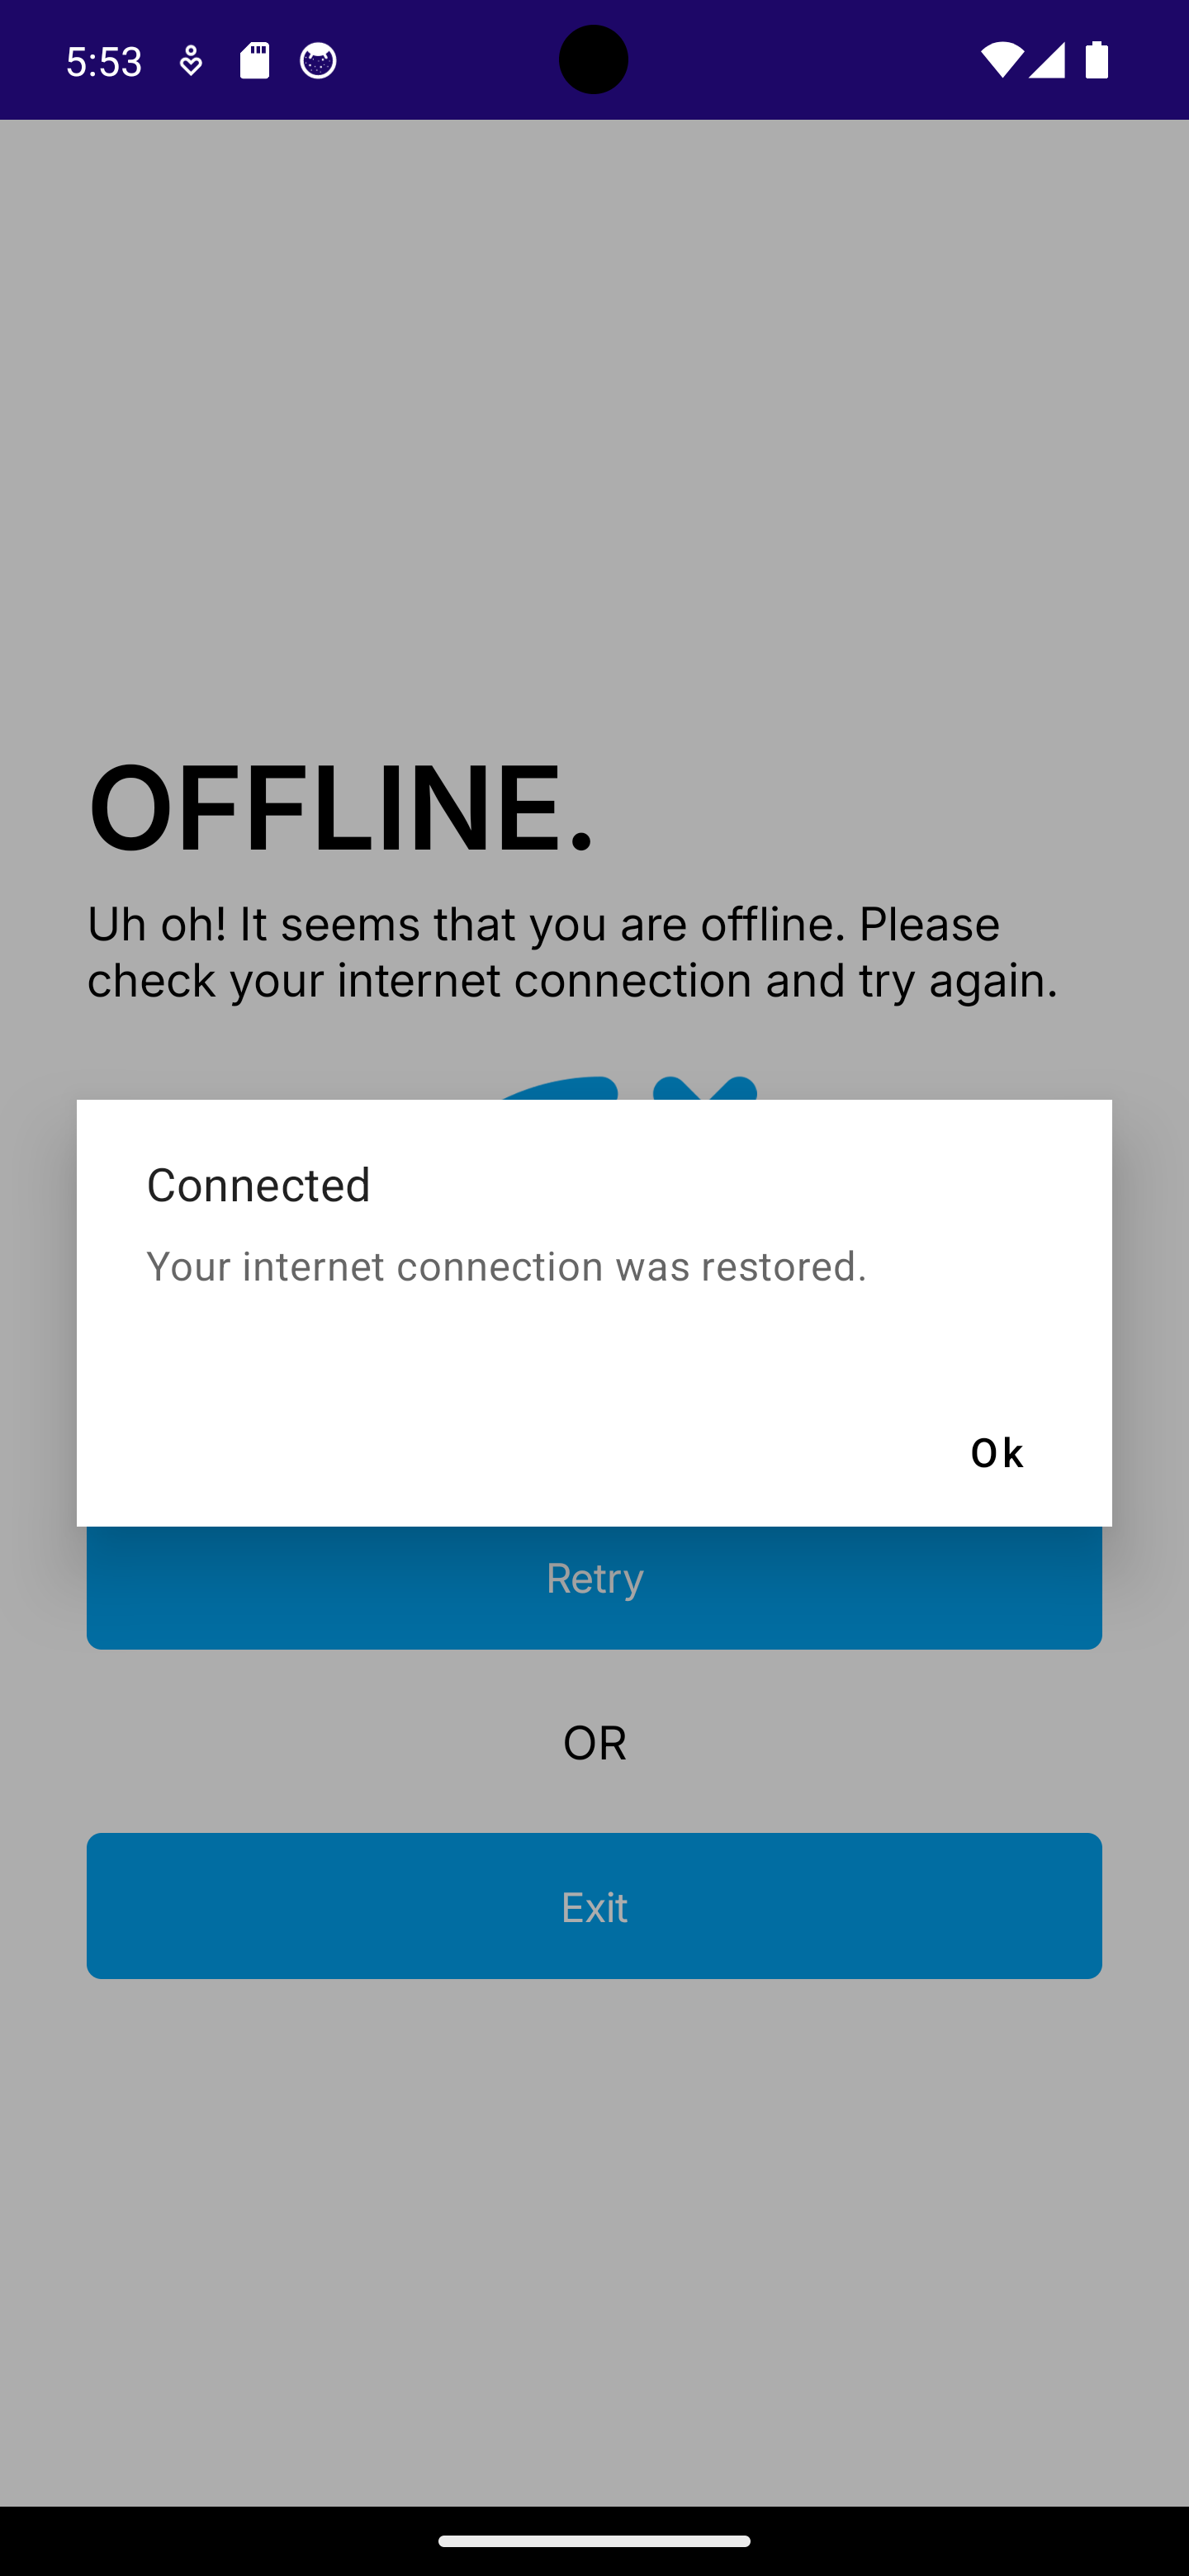 5:53
OFFLINE.
Uh oh! It seems that you are offline. Please
check your internet connection and try again.
Connected
Your internet connection was restored.
Ok
Retry
OR
Exit